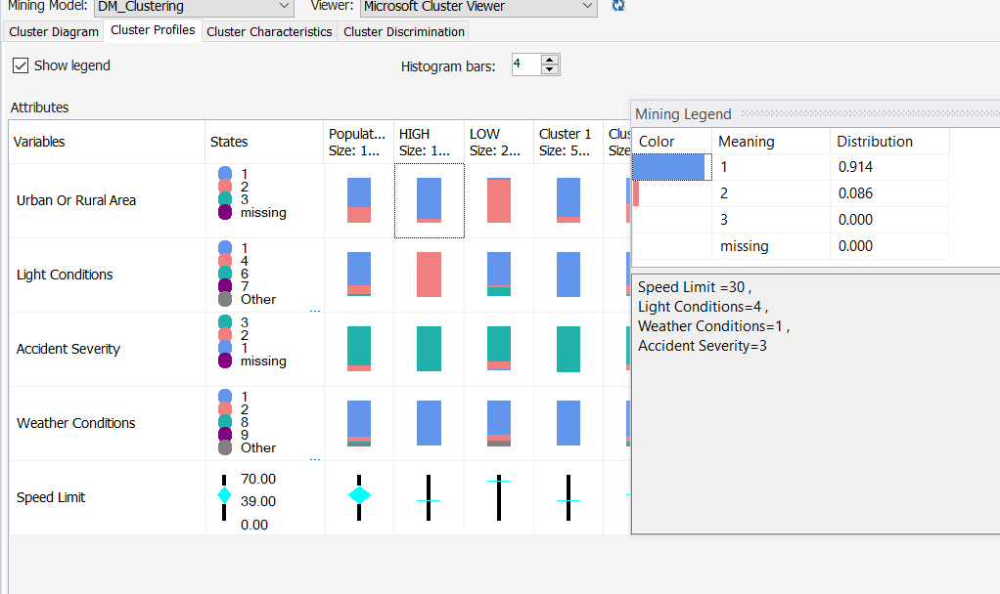 Mining Model: DM_Clustering Viewer: Microsoft Cluster Viewer
Cluster Diagram Cluster Profiles Cluster Characteristics Cluster Discrimination
Show legend Histogram bars: 4
Attributes
Variables States Populat... HIGH LOW Cluster 1 Clus
Size: 1... Size: 1... Size: 2... Size: 5... Size
Urban Or Rural Area
1
2
3
missing
Light Conditions
1
4
6
7
Other
...
Accident Severity
3
2
1
missing
Weather Conditions
1
2
8
9
Other
...
Speed Limit
70.00
39.00
0.00
Mining Legend
Color Meaning Distribution
1 0.914
2 0.086
3 0.000
missing 0.000
Speed Limit =30 ,
Light Conditions=4 ,
Weather Conditions=1 ,
Accident Severity=3